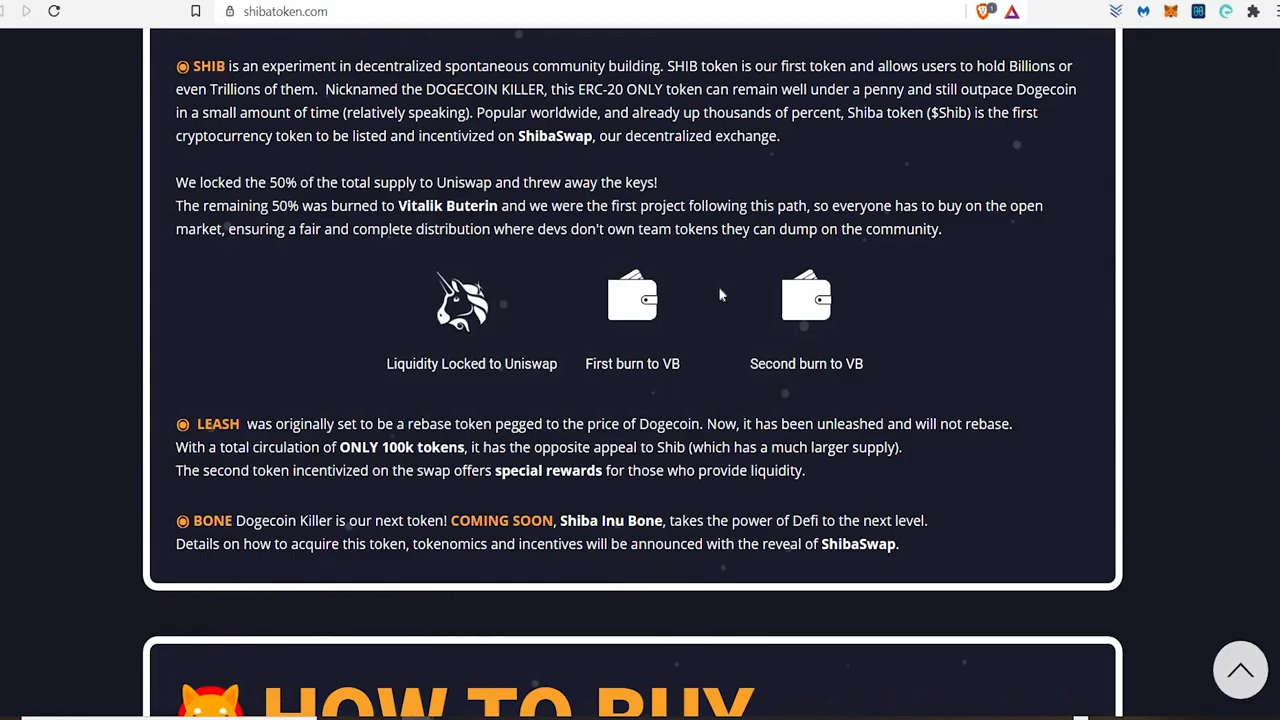 shibatoken.com
SHIB is an experiment in decentralized spontaneous community building. SHIB token is our first token and allows users to hold Billions or
even Trillions of them. Nicknamed the DOGECOIN KILLER, this ERC-20 ONLY token can remain well under a penny and still outpace Dogecoin
in a small amount of time (relatively speaking). Popular worldwide, and already up thousands of percent, Shiba token ($Shib) is the first
cryptocurrency token to be listed and incentivized on ShibaSwap, our decentralized exchange.
We locked the 50% of the total supply to Uniswap and threw away the keys!
The remaining 50% was burned to Vitalik Buterin and we were the first project following this path, so everyone has to buy on the open
market, ensuring a fair and complete distribution where devs don't own team tokens they can dump on the community.
Liquidity Locked to Uniswap First burn to VB Second burn to VB
LEASH was originally set to be a rebase token pegged to the price of Dogecoin. Now, it has been unleashed and will not rebase.
With a total circulation of ONLY 100k tokens, it has the opposite appeal to Shib (which has a much larger supply).
The second token incentivized on the swap offers special rewards for those who provide liquidity.
BONE Dogecoin Killer is our next token! COMING SOON, Shiba Inu Bone, takes the power of Defi to the next level.
Details on how to acquire this token, tokenomics and incentives will be announced with the reveal of ShibaSwap.
HOW TO BUY